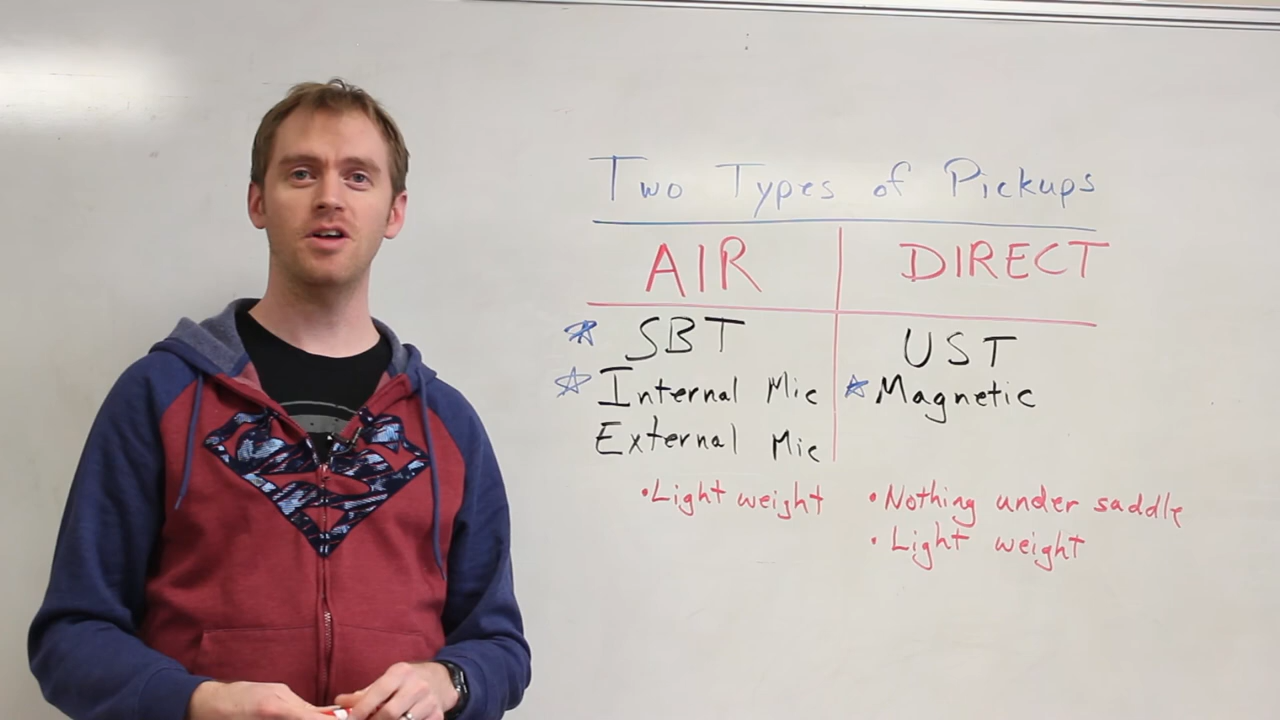 Two Types of Pickups
AIR
DIRECT
SBT
Internal Mic
External Mic
• Light weight
UST
Magnetic
• Nothing under saddle
• Light weight